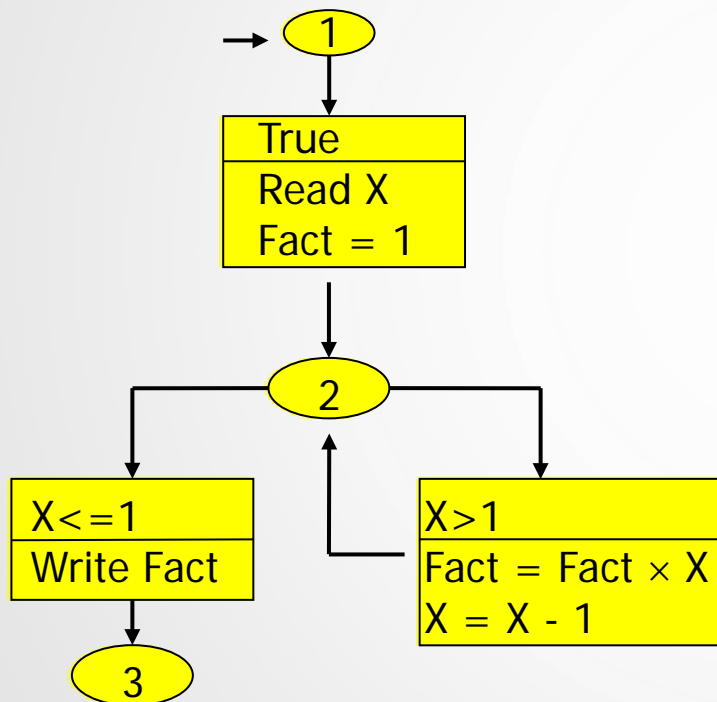 1
True
Read X
Fact = 1
2
X<=1
Write Fact
X>1
Fact = Fact × X
X = X - 1
3